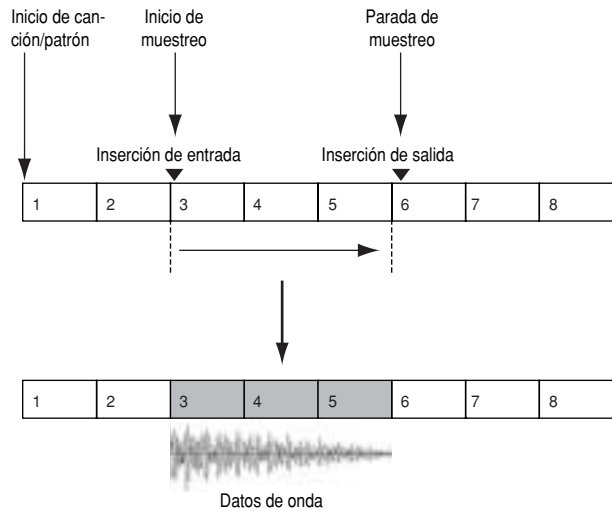 Inicio de can-
ción/patrón
Inicio de
muestreo
Parada de
muestreo
Inserción de entrada
Inserción de salida
1 2 3 4 5 6 7 8
1 2 3 4 5 6 7 8
Datos de onda